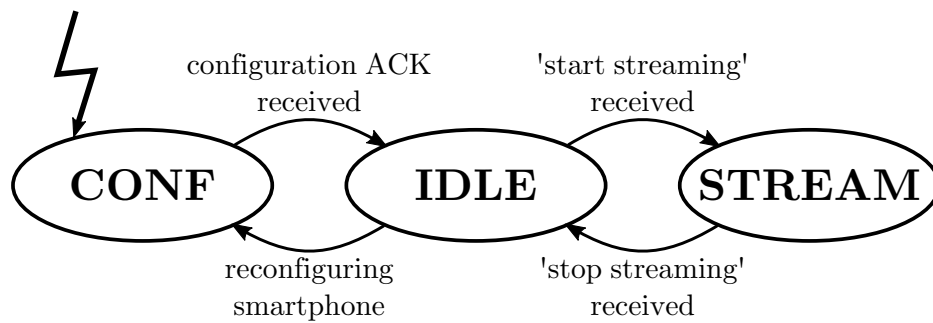 configuration ACK
received
'start streaming'
received
CONF
IDLE
STREAM
reconfiguring
smartphone
'stop streaming'
received